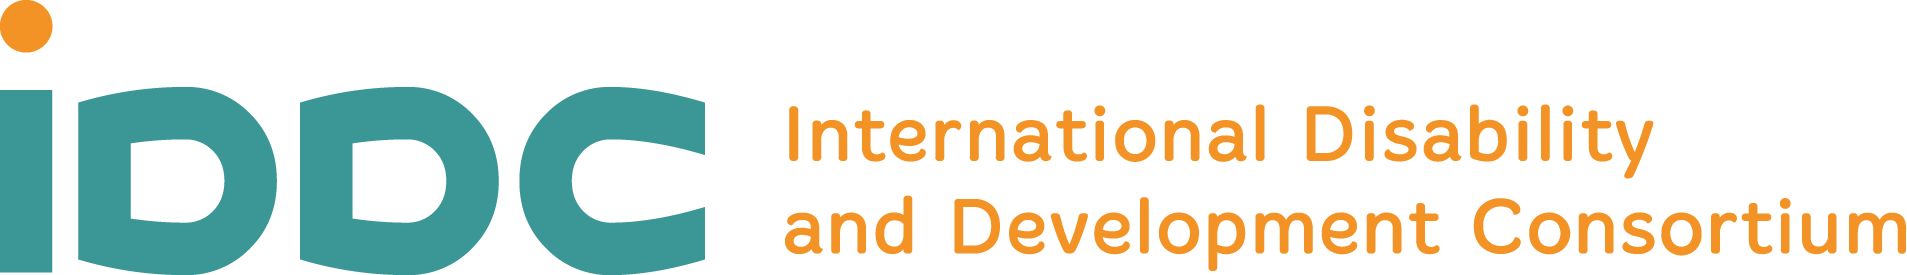 iDDC
International Disability
and Development Consortium